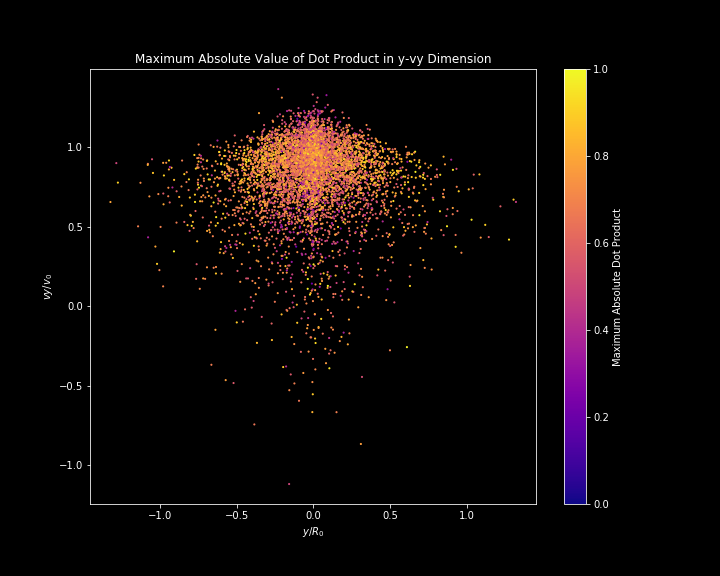 Maximum Absolute Value of Dot Product in y-vy Dimension
1.0
0.5
0.0
−0.5
−1.0
vy/v₀
−1.0 −0.5 0.0 0.5 1.0
y/R₀
1.0
0.8
0.6
0.4
0.2
0.0
Maximum Absolute Dot Product